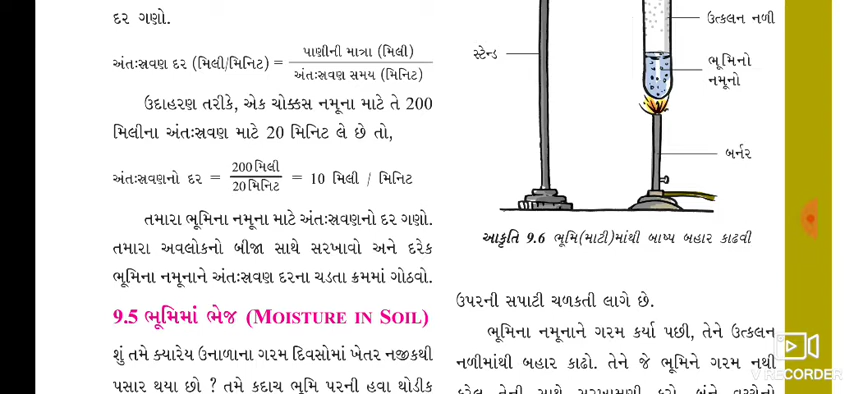 દર ગણો.
અંતઃસ્રવણ દર (મિલી/મિનિટ) = પાણીની માત્રા (મિલી) / અંતઃસ્રવણ સમય (મિનિટ)
ઉદાહરણ તરીકે, એક ચોક્કસ નમૂના માટે તે 200
મિલીના અંતઃસ્રવણ માટે 20 મિનિટ લે છે તો,
અંતઃસ્રવણનો દર = 200 મિલી / 20 મિનિટ = 10 મિલી / મિનિટ
તમારા ભૂમિના નમૂના માટે અંતઃસ્રવણનો દર ગણો.
તમારા અવલોકનો બીજા સાથે સરખાવો અને દરેક
ભૂમિના નમૂનાને અંતઃસ્રવણ દરના ચડતા ક્રમમાં ગોઠવો.
9.5 ભૂમિમાં ભેજ (MOISTURE IN SOIL)
શું તમે ક્યારેય ઉનાળાના ગરમ દિવસોમાં ખેતર નજીકથી
પસાર થયા છો ? તમે કદાચ ભૂમિ પરની હવા થોડીક
ઉત્કલન નળી
સ્ટેન્ડ
ભૂમિનો
નમૂનો
બર્નર
આકૃતિ 9.6 ભૂમિ(માટી)માંથી બાષ્પ બહાર કાઢવી
ઉપરની સપાટી ચળકતી લાગે છે.
ભૂમિના નમૂનાને ગરમ કર્યા પછી, તેને ઉત્કલન
નળીમાંથી બહાર કાઢો. તેને જે ભૂમિને ગરમ નથી
V.RECORDER